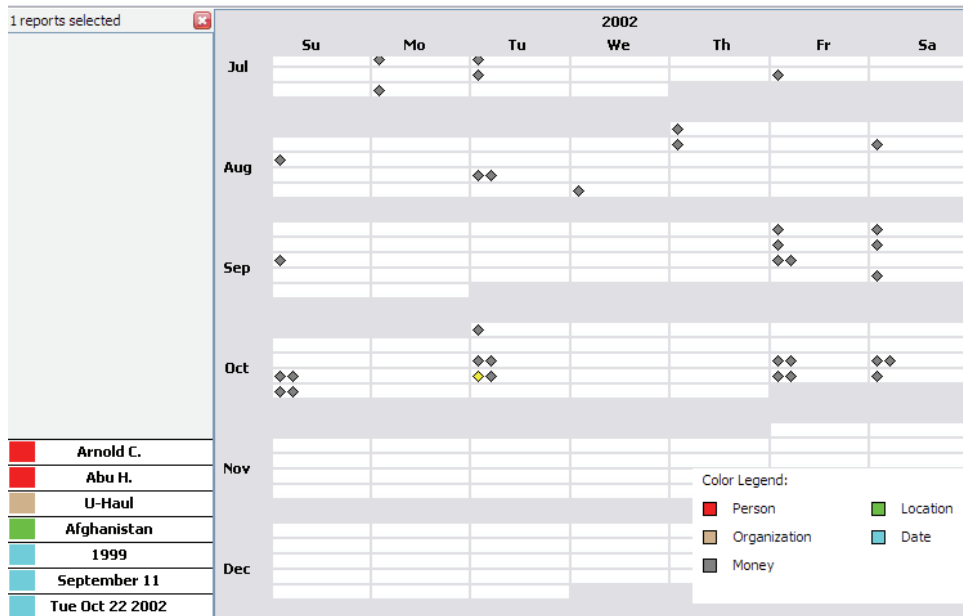 1 reports selected
2002
Su Mo Tu We Th Fr Sa
Jul
Aug
Sep
Oct
Nov
Dec
Arnold C.
Abu H.
U-Haul
Afghanistan
1999
September 11
Tue Oct 22 2002
Color Legend:
Person
Location
Organization
Date
Money